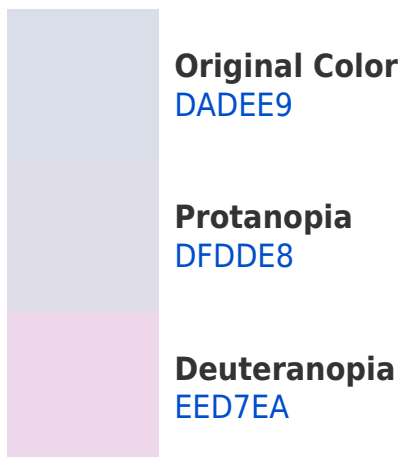 Original Color
DADEE9
Protanopia
DFDDE8
Deuteranopia
EED7EA